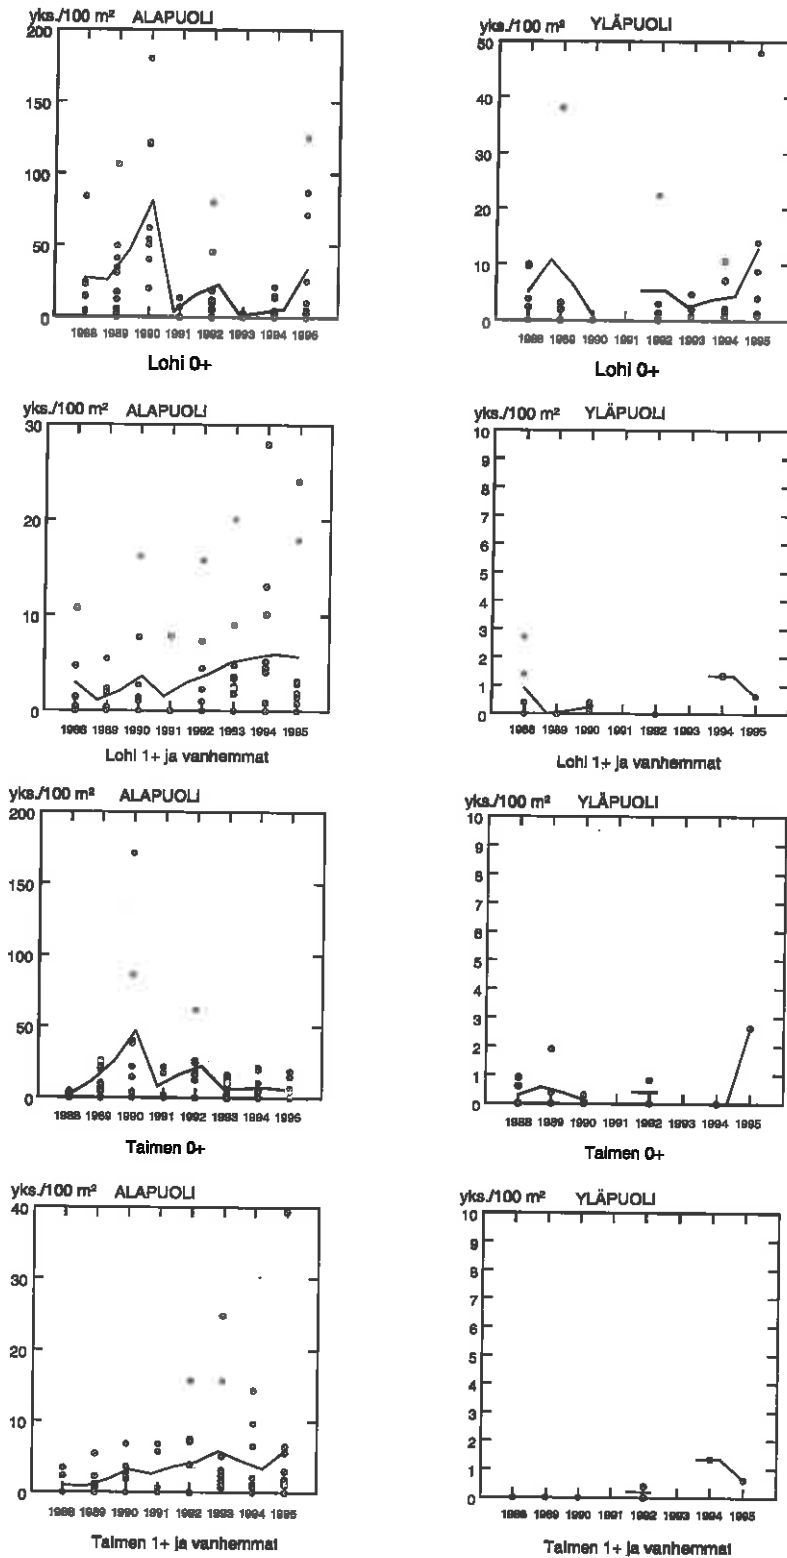 yks./100 m² ALAPUOLI
200
150
100
50
0
1988 1989 1990 1991 1992 1993 1994 1995
Lohi 0+
yks./100 m² YLÄPUOLI
50
40
30
20
10
0
1988 1989 1990 1991 1992 1993 1994 1995
Lohi 0+
yks./100 m² ALAPUOLI
30
20
10
0
1988 1989 1990 1991 1992 1993 1994 1995
Lohi 1+ ja vanhemmat
yks./100 m² YLÄPUOLI
10
9
8
7
6
5
4
3
2
1
0
1988 1989 1990 1991 1992 1993 1994 1995
Lohi 1+ ja vanhemmat
yks./100 m² ALAPUOLI
200
150
100
50
0
1988 1989 1990 1991 1992 1993 1994 1995
Taimen 0+
yks./100 m² YLÄPUOLI
10
9
8
7
6
5
4
3
2
1
0
1988 1989 1990 1991 1992 1993 1994 1995
Taimen 0+
yks./100 m² ALAPUOLI
40
30
20
10
0
1988 1989 1990 1991 1992 1993 1994 1995
Taimen 1+ ja vanhemmat
yks./100 m² YLÄPUOLI
10
9
8
7
6
5
4
3
2
1
0
1988 1989 1990 1991 1992 1993 1994 1995
Taimen 1+ ja vanhemmat